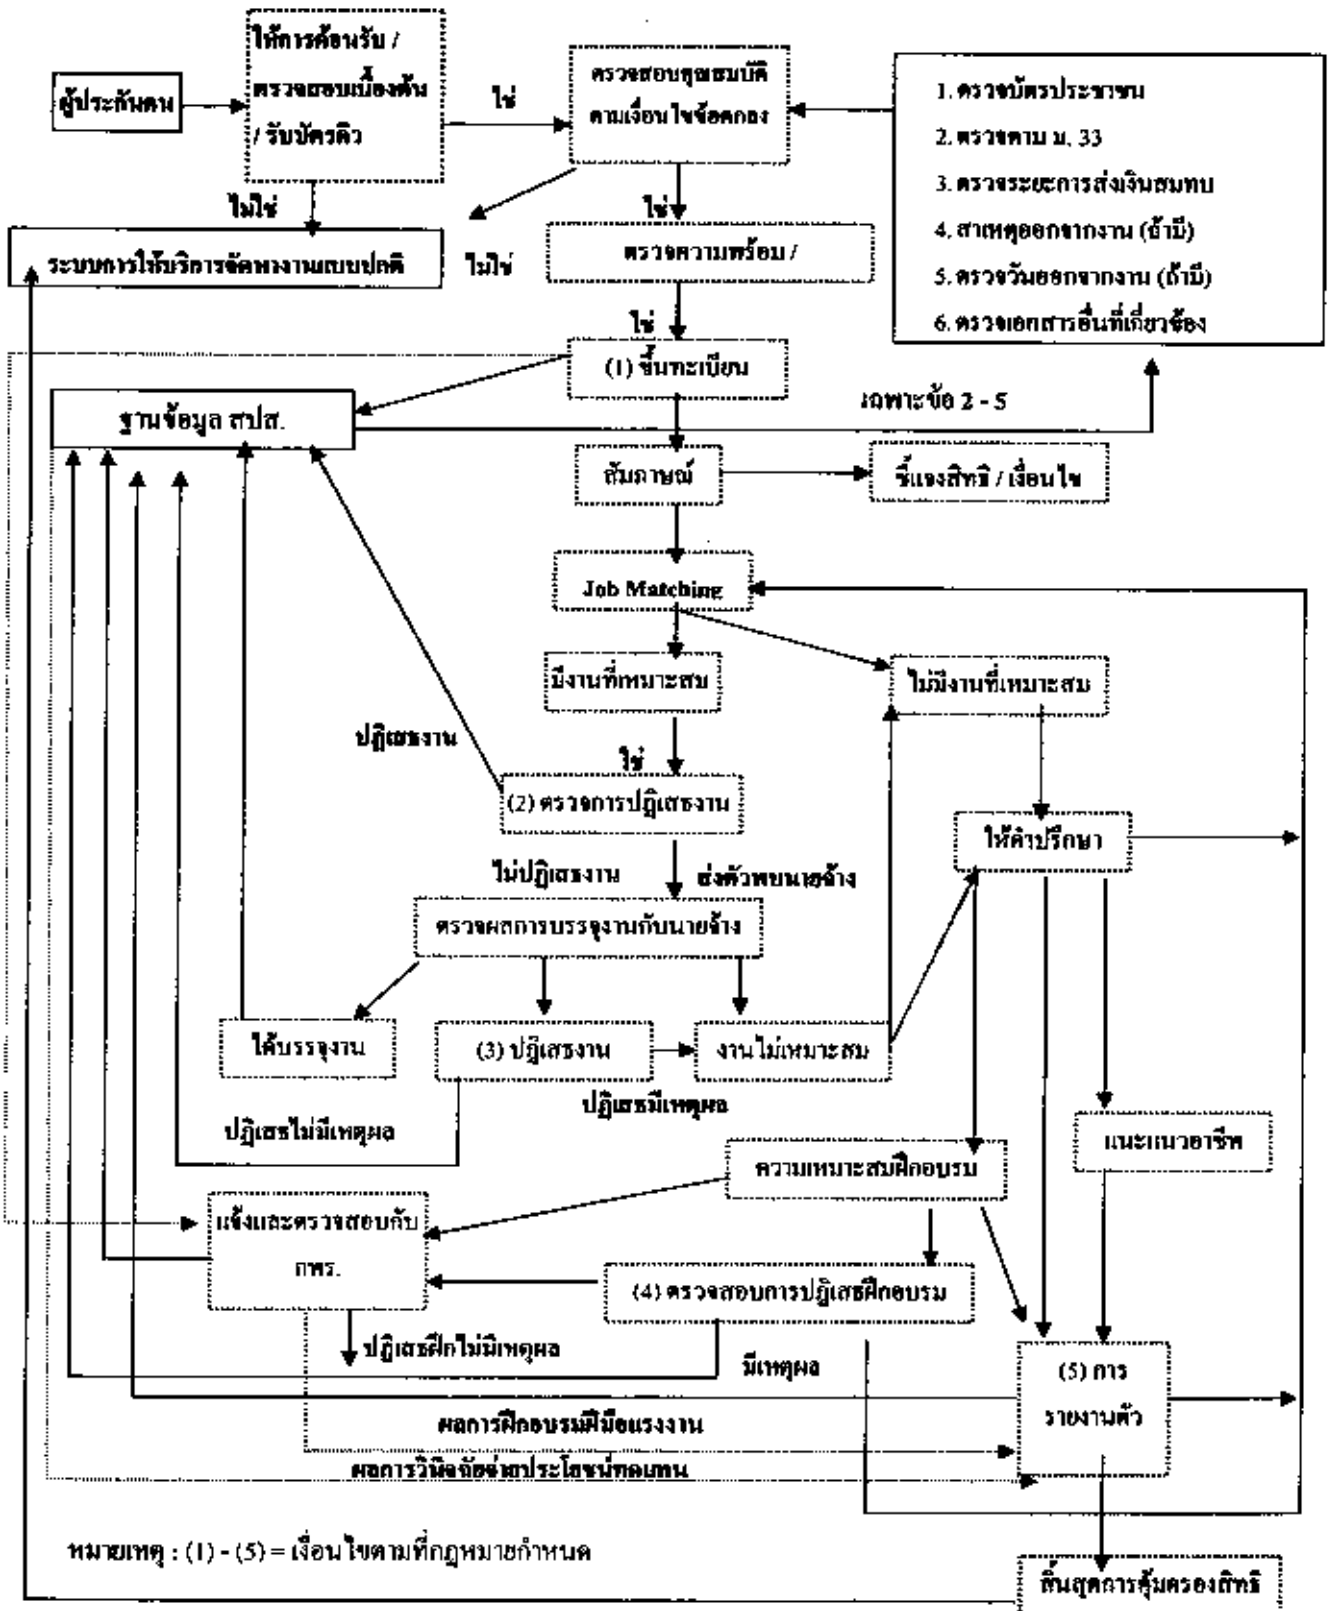 ให้การต้อนรับ /
ผู้ประกันตน
ตรวจสอบเบื้องต้น
/ รับบัตรคิว
ใช่
ตรวจสอบคุณสมบัติ
ตามเงื่อนไขข้อตกลง
1. ตรวจบัตรประชาชน
2. ตรวจตาม ม. 33
3. ตรวจระยะการส่งเงินสมทบ
4. สาเหตุออกจากงาน (ถ้ามี)
5. ตรวจวันออกจากงาน (ถ้ามี)
6. ตรวจเอกสารอื่นที่เกี่ยวข้อง
ไม่ใช่
ใช่
ระบบการให้บริการจัดหางานแบบปกติ
ไม่ใช่
ตรวจความพร้อม /
ใช่
(1) ขึ้นทะเบียน
ฐานข้อมูล สปส.
เฉพาะข้อ 2 - 5
สัมภาษณ์
ชี้แจงสิทธิ / เงื่อนไข
Job Matching
มีงานที่เหมาะสม
ไม่มีงานที่เหมาะสม
ปฏิเสธงาน
ใช่
(2) ตรวจการปฏิเสธงาน
ให้คำปรึกษา
ไม่ปฏิเสธงาน
ส่งตัวพบนายจ้าง
ตรวจผลการบรรจุงานกับนายจ้าง
ได้บรรจุงาน
(3) ปฏิเสธงาน
งานไม่เหมาะสม
ปฏิเสธมีเหตุผล
ปฏิเสธไม่มีเหตุผล
แนะแนวอาชีพ
ความเหมาะสมฝึกอบรม
แจ้งและตรวจสอบกับ
กพร.
(4) ตรวจสอบการปฏิเสธฝึกอบรม
ปฏิเสธฝึกไม่มีเหตุผล
มีเหตุผล
(5) การ
รายงานตัว
ผลการฝึกอบรมฝีมือแรงงาน
ผลการวินิจฉัยจ่ายประโยชน์ทดแทน
หมายเหตุ : (1) - (5) = เงื่อนไขตามที่กฎหมายกำหนด
สิ้นสุดการคุ้มครองสิทธิ